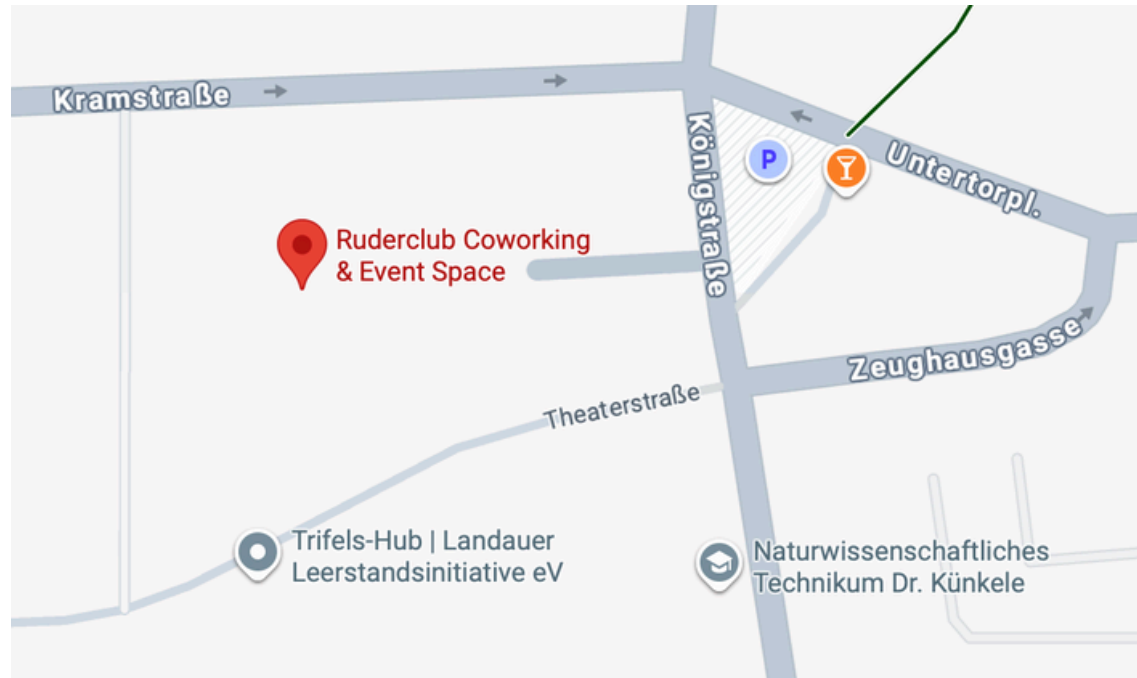 Kramstraße
Königstraße
P
Untertorpl.
Ruderclub Coworking
& Event Space
Zeughausgasse
Theaterstraße
Trifels-Hub | Landauer
Leerstandsinitiative eV
Naturwissenschaftliches
Technikum Dr. Künkele